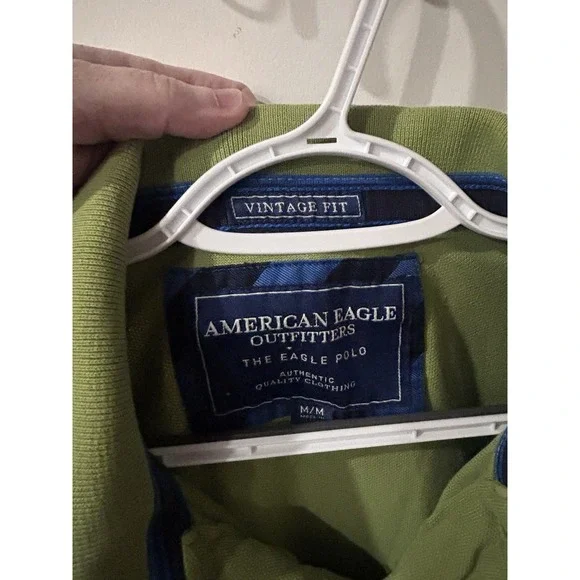 VINTAGE FIT
AMERICAN EAGLE
OUTFITTERS
THE EAGLE POLO
AUTHENTIC
QUALITY CLOTHING
M/M